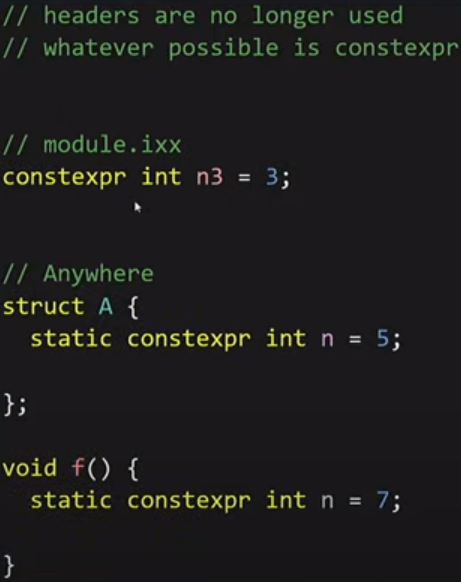 // headers are no longer used
// whatever possible is constexpr
// module.ixx
constexpr int n3 = 3;
// Anywhere
struct A {
  static constexpr int n = 5;
};
void f() {
  static constexpr int n = 7;
}